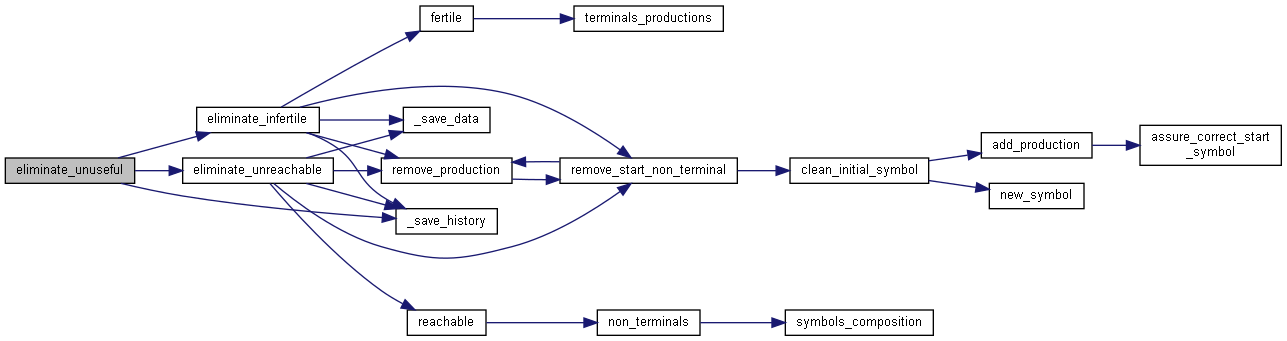 fertile
terminals_productions
eliminate_infertile
_save_data
add_production
assure_correct_start
_symbol
eliminate_unuseful
eliminate_unreachable
remove_production
remove_start_non_terminal
clean_initial_symbol
new_symbol
_save_history
reachable
non_terminals
symbols_composition